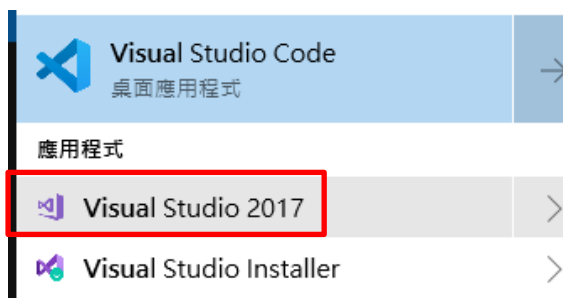 Visual Studio Code
桌面應用程式
應用程式
Visual Studio 2017
Visual Studio Installer